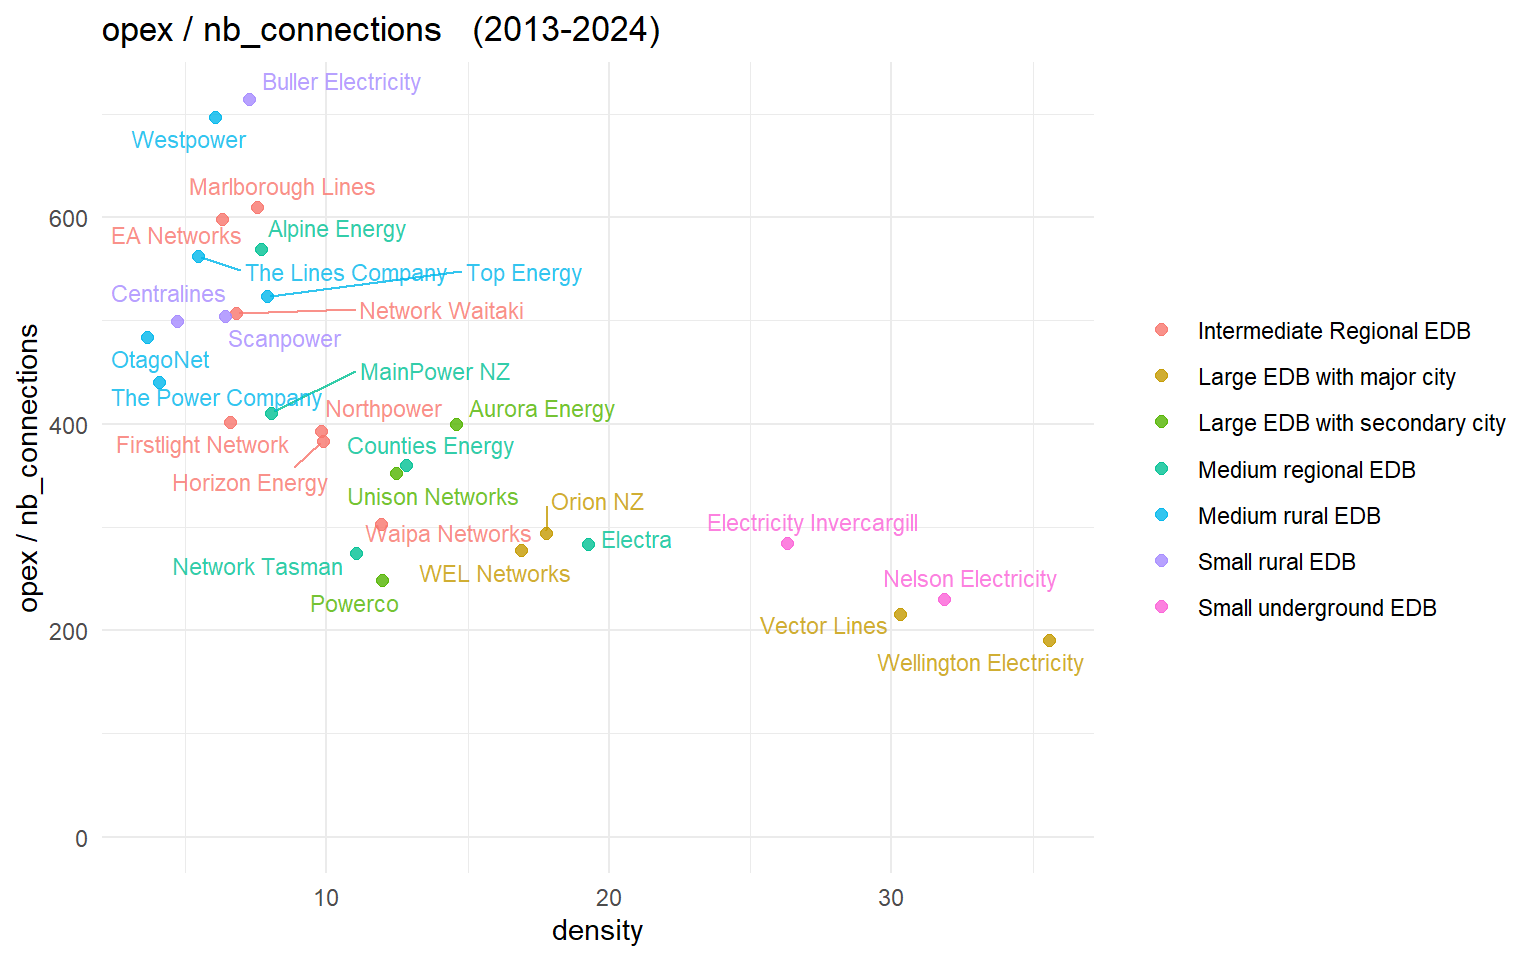 opex / nb_connections   (2013-2024)
Buller Electricity
Westpower
Marlborough Lines
Alpine Energy
EA Networks
The Lines Company
Top Energy
Centralines
Network Waitaki
Scanpower
OtagoNet
MainPower NZ
The Power Company
Northpower
Aurora Energy
Firstlight Network
Counties Energy
Horizon Energy
Unison Networks
Orion NZ
Electricity Invercargill
Waipa Networks
Electra
Network Tasman
WEL Networks
Nelson Electricity
Powerco
Vector Lines
Wellington Electricity
600
400
200
0
opex / nb_connections
10
20
30
density
Intermediate Regional EDB
Large EDB with major city
Large EDB with secondary city
Medium regional EDB
Medium rural EDB
Small rural EDB
Small underground EDB